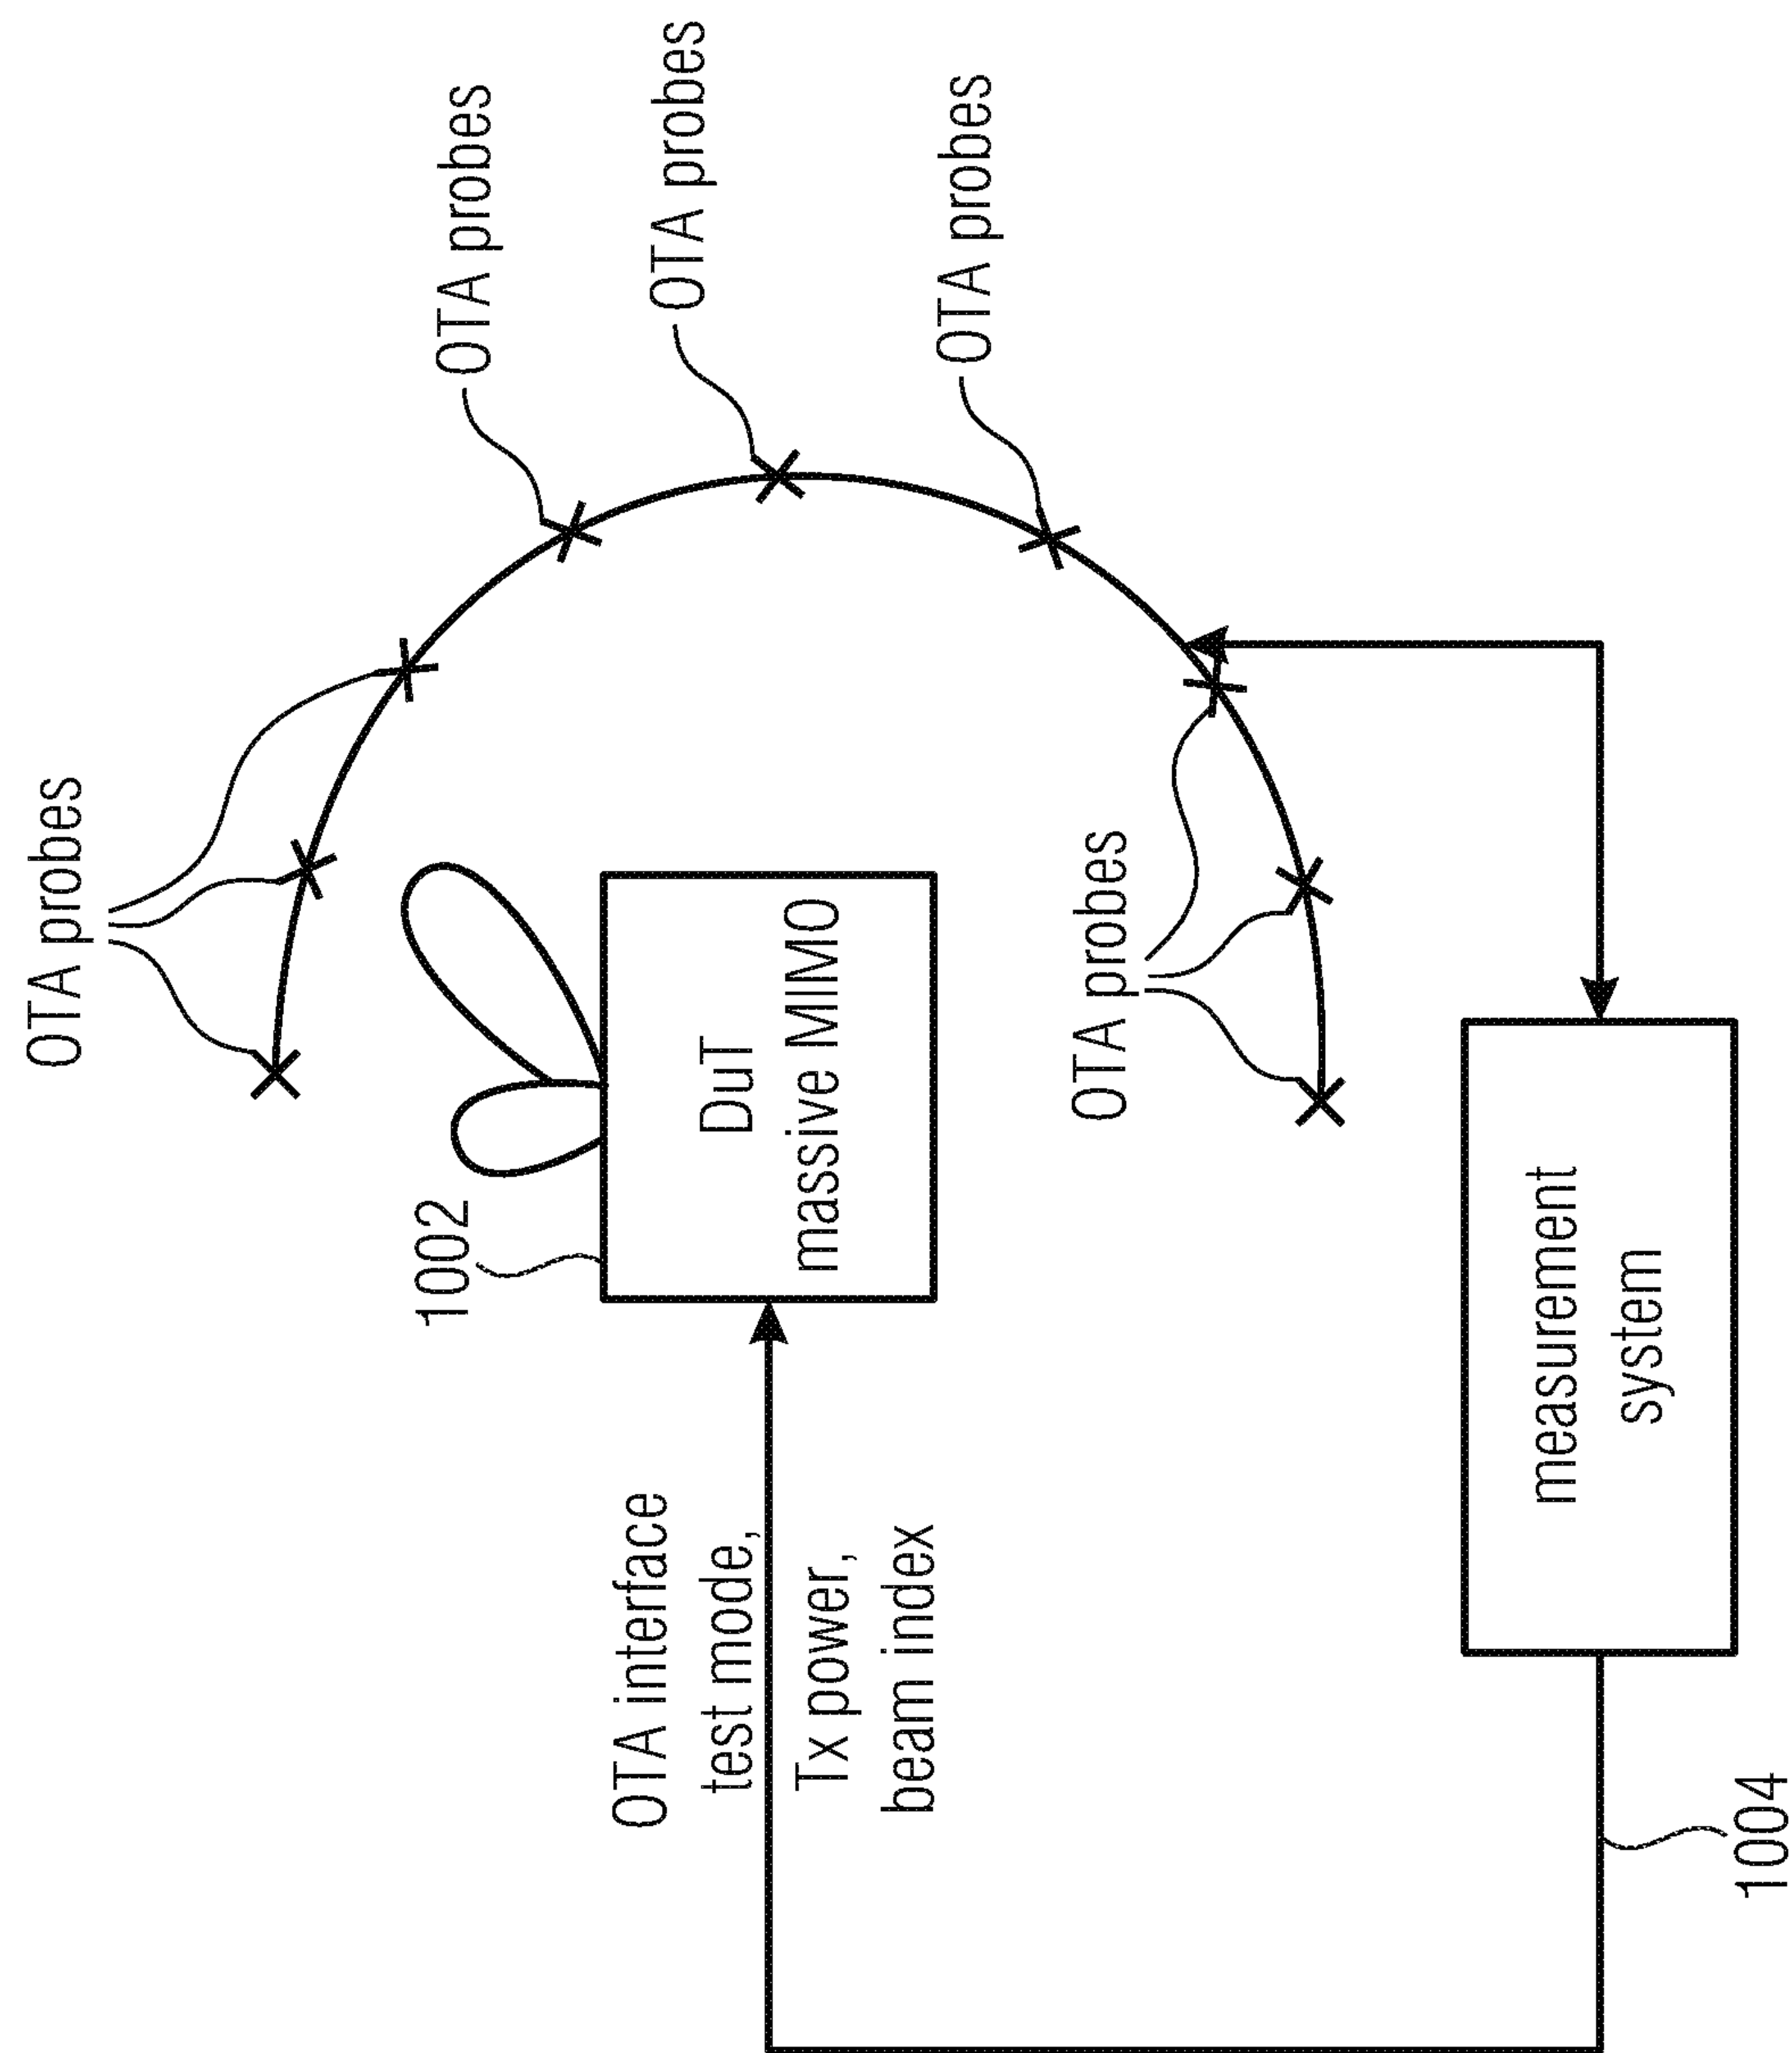 OTA probes
1002
OTA probes
OTA interface
test mode,
Tx power,
beam index
DuT
massive MIMO
OTA probes
OTA probes
OTA probes
measurement
system
1004